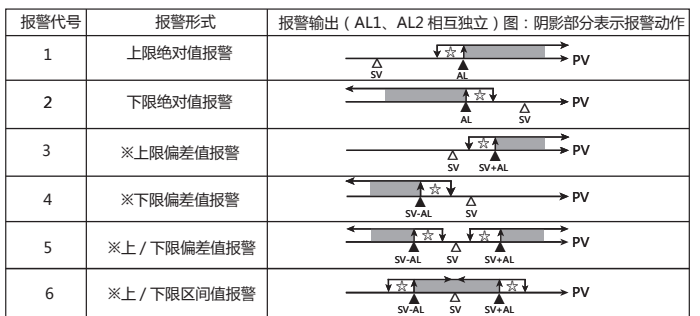 报警代号 报警形式 报警输出（AL1、AL2 相互独立）图：阴影部分表示报警动作
1 上限绝对值报警 ☆ PV
SV AL
2 下限绝对值报警 ☆ PV
AL SV
3 ※上限偏差值报警 ☆ PV
SV SV+AL
4 ※下限偏差值报警 ☆ PV
SV-AL SV
5 ※上 / 下限偏差值报警 ☆ ☆ PV
SV-AL SV SV+AL
6 ※上 / 下限区间值报警 ☆ ☆ PV
SV-AL SV SV+AL